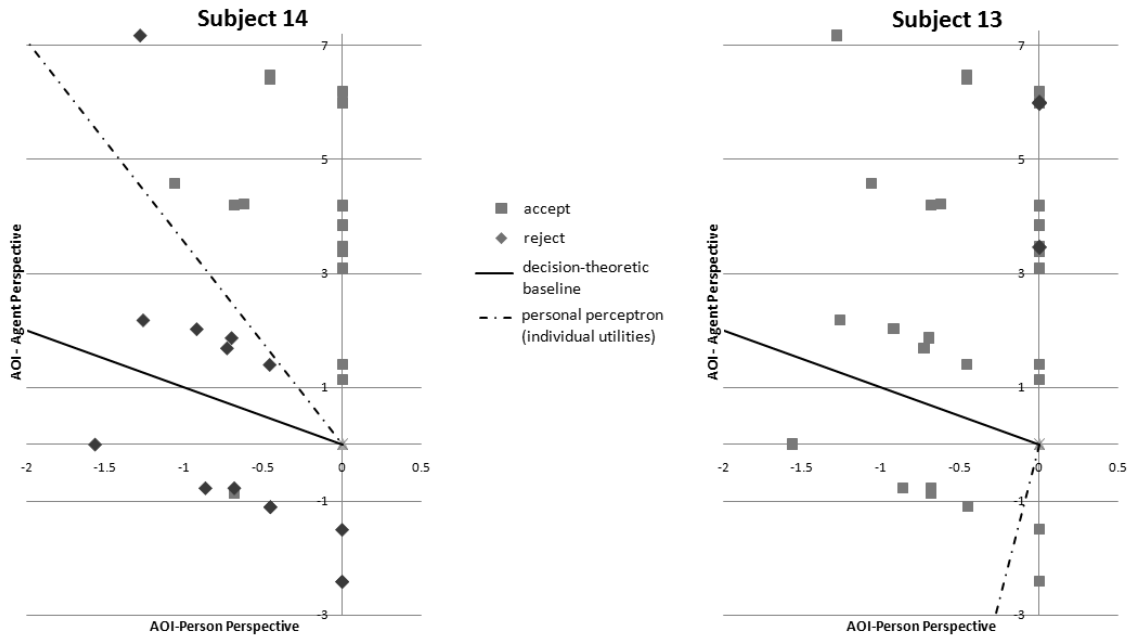 Subject 14
7
5
3
1
-1
-3
-2
-1.5
-1
-0.5
0
0.5
AOI- Agent Perspective
AOI-Person Perspective
accept
reject
decision-theoretic
baseline
personal perceptron
(individual utilities)
Subject 13
7
5
3
1
-1
-3
-2
-1.5
-1
-0.5
0
0.5
AOI- Agent Perspective
AOI-Person Perspective